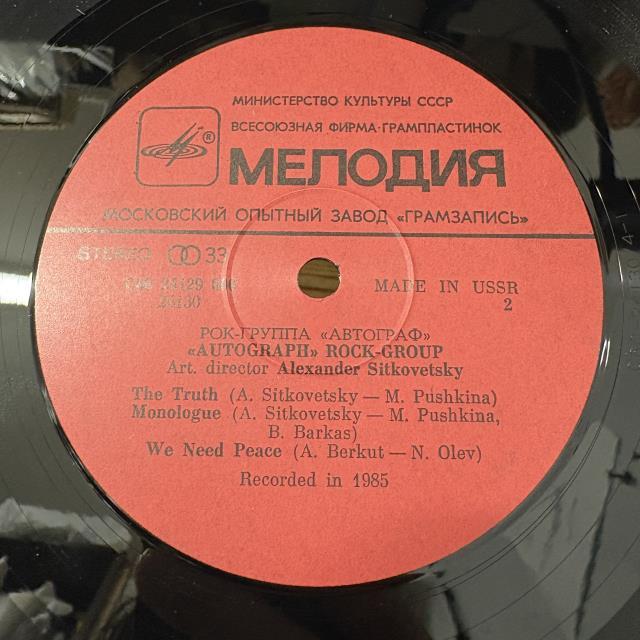 МИНИСТЕРСТВО КУЛЬТУРЫ СССР
ВСЕСОЮЗНАЯ ФИРМА·ГРАМПЛАСТИНОК
®
МЕЛОДИЯ
МОСКОВСКИЙ ОПЫТНЫЙ ЗАВОД «ГРАМЗАПИСЬ»
STEREO 33
MADE IN USSR
2
РОК-ГРУППА «АВТОГРАФ»
«AUTOGRAPH» ROCK-GROUP
Art. director Alexander Sitkovetsky
The Truth (A. Sitkovetsky — M. Pushkina)
Monologue (A. Sitkovetsky — M. Pushkina,
B. Barkas)
We Need Peace (A. Berkut — N. Olev)
Recorded in 1985